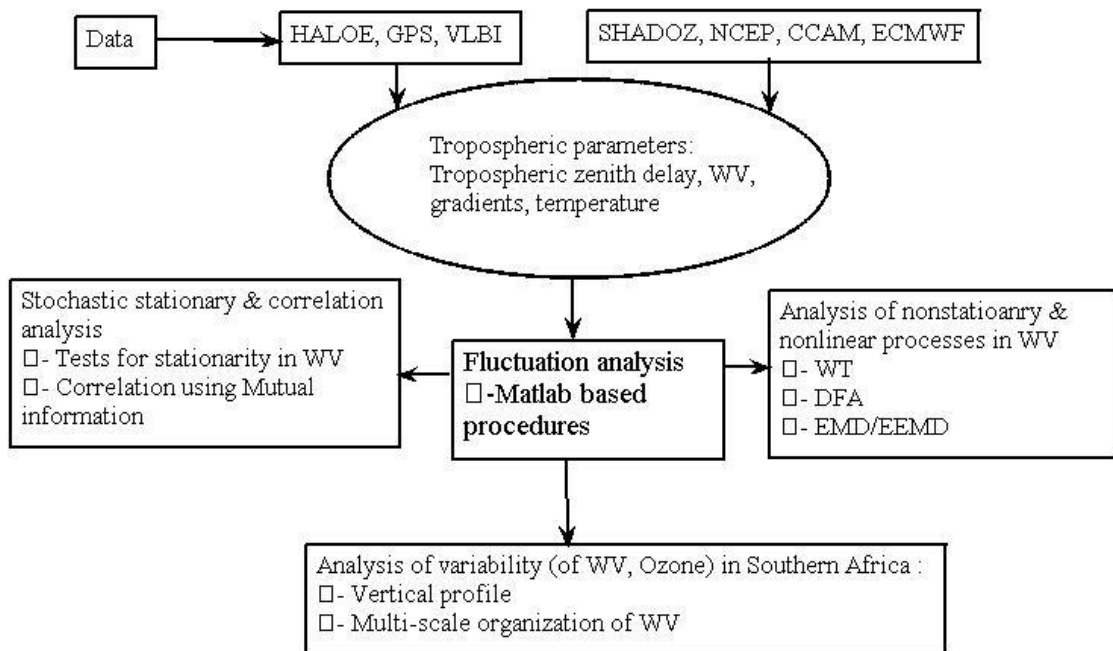 Data
HALOE, GPS, VLBI
SHADOZ, NCEP, CCAM, ECMWF
Tropospheric parameters:
Tropospheric zenith delay, WV,
gradients, temperature
Stochastic stationary & correlation
analysis
□- Tests for stationarity in WV
□- Correlation using Mutual
information
Fluctuation analysis
□-Matlab based
procedures
Analysis of nonstatioanry &
nonlinear processes in WV
□- WT
□- DFA
□- EMD/EEMD
Analysis of variability (of WV, Ozone) in Southern Africa :
□- Vertical profile
□- Multi-scale organization of WV